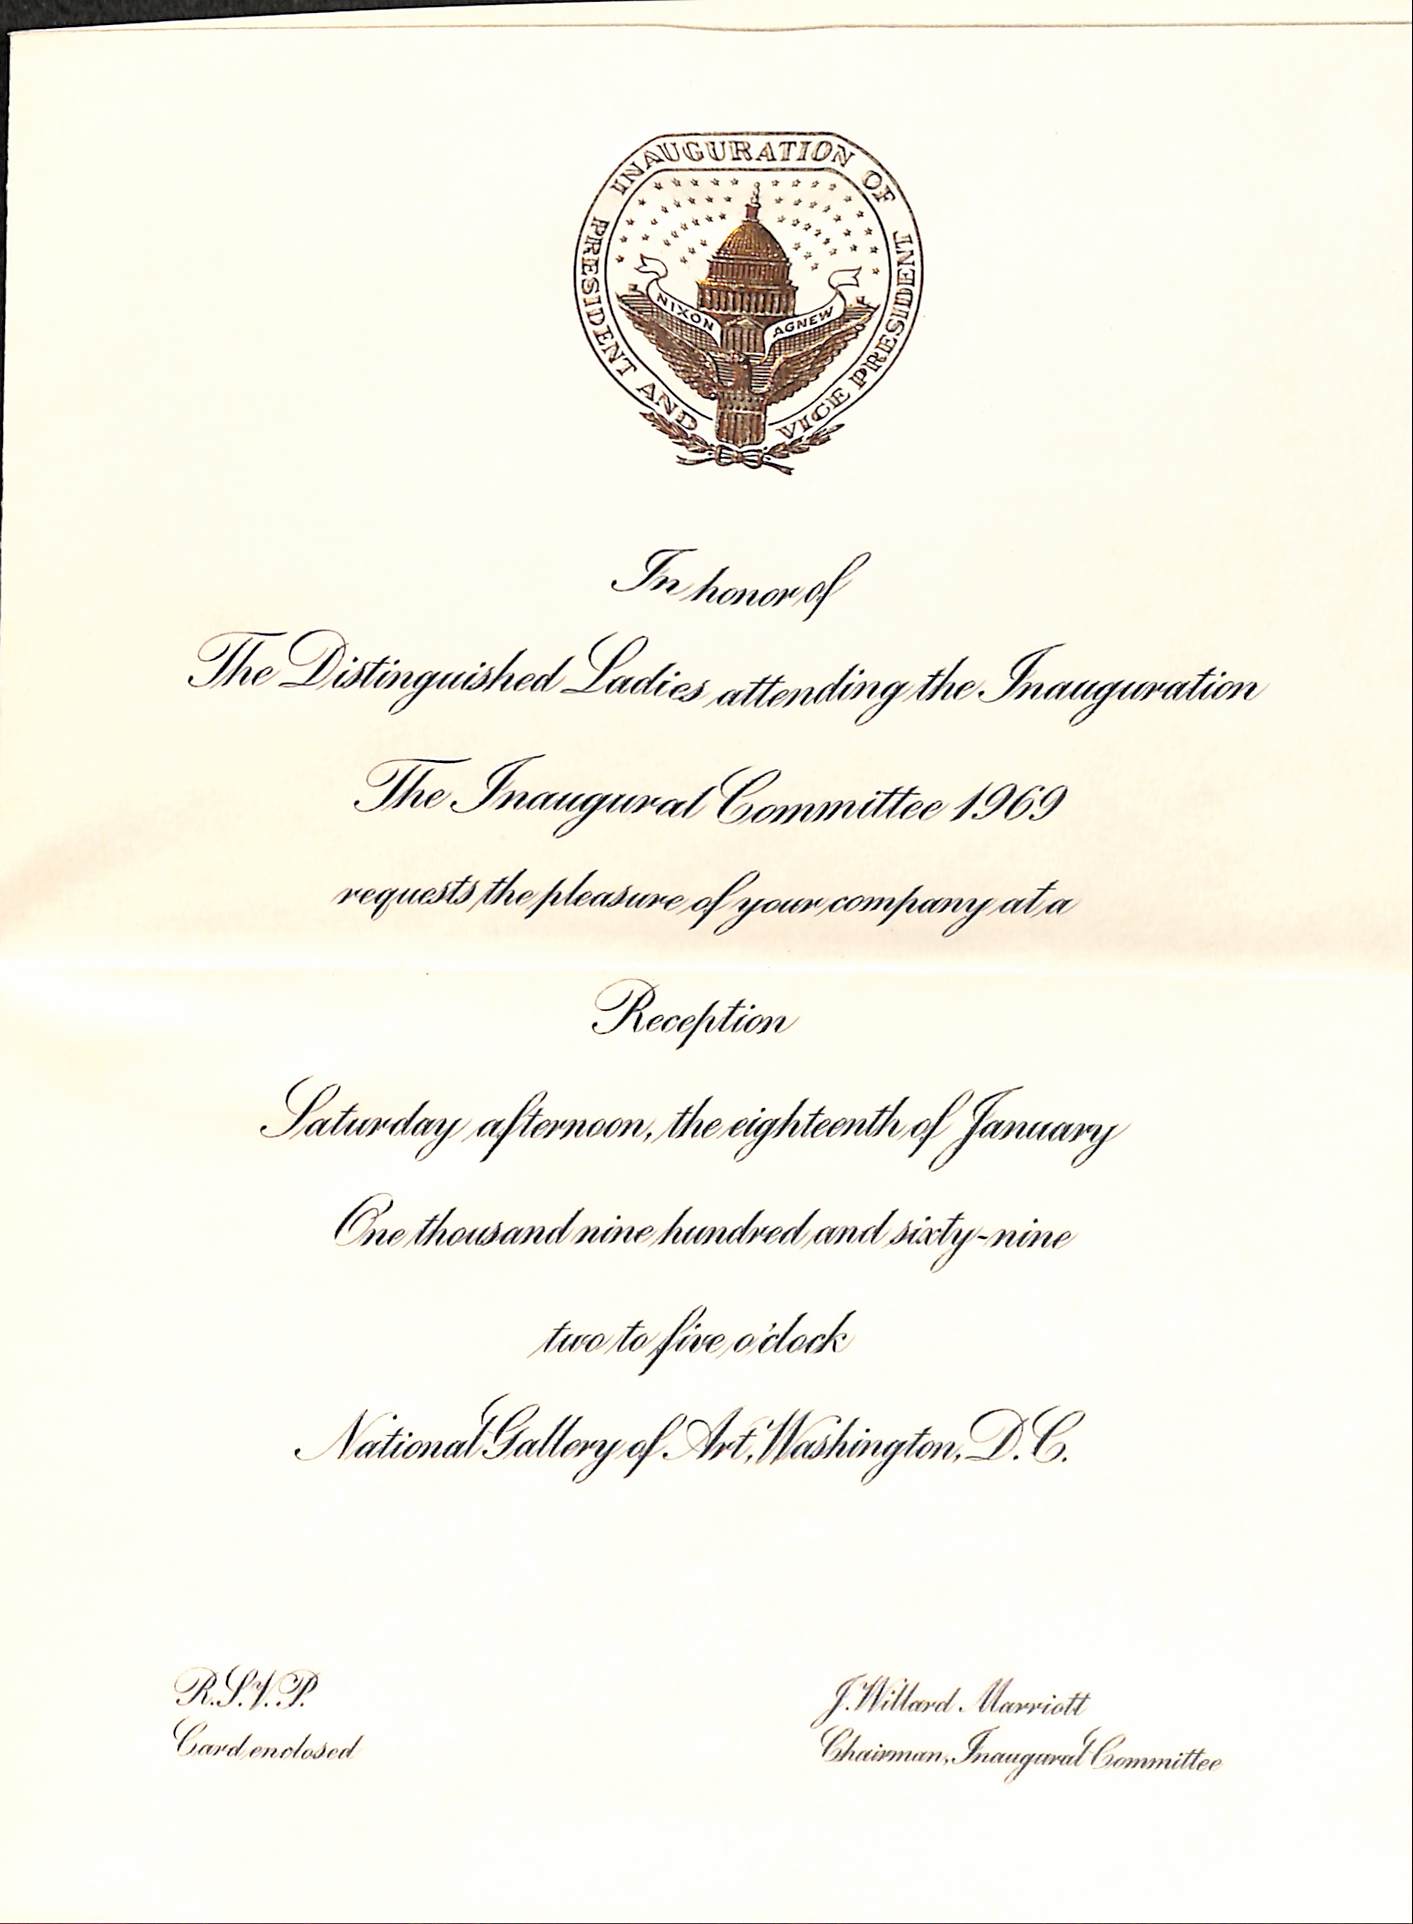 INAUGURATION OF
PRESIDENT AND VICE PRESIDENT
NIXON AGNEW
In honor of
The Distinguished Ladies attending the Inauguration
The Inaugural Committee 1969
requests the pleasure of your company at a
Reception
Saturday afternoon, the eighteenth of January
One thousand nine hundred and sixty-nine
two to five o'clock
National Gallery of Art, Washington, D.C.
R.S.V.P.
Card enclosed
J. Willard Marriott
Chairman, Inaugural Committee